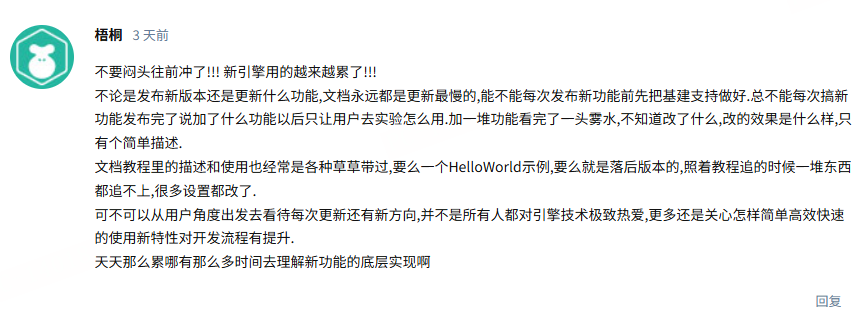 梧桐 3 天前
不要闷头往前冲了!!! 新引擎用的越来越累了!!!
不论是发布新版本还是更新什么功能,文档永远都是更新最慢的,能不能每次发布新功能前先把基建支持做好.总不能每次搞新
功能发布完了说加了什么功能以后只让用户去实验怎么用.加一堆功能看完了一头雾水,不知道改了什么,改的效果是什么样,只
有个简单描述.
文档教程里的描述和使用也经常是各种草草带过,要么一个HelloWorld示例,要么就是落后版本的,照着教程追的时候一堆东西
都追不上,很多设置都改了.
可不可以从用户角度出发去看待每次更新还有新方向,并不是所有人都对引擎技术极致热爱,更多还是关心怎样简单高效快速
的使用新特性对开发流程有提升.
天天那么累哪有那么多时间去理解新功能的底层实现啊
回复